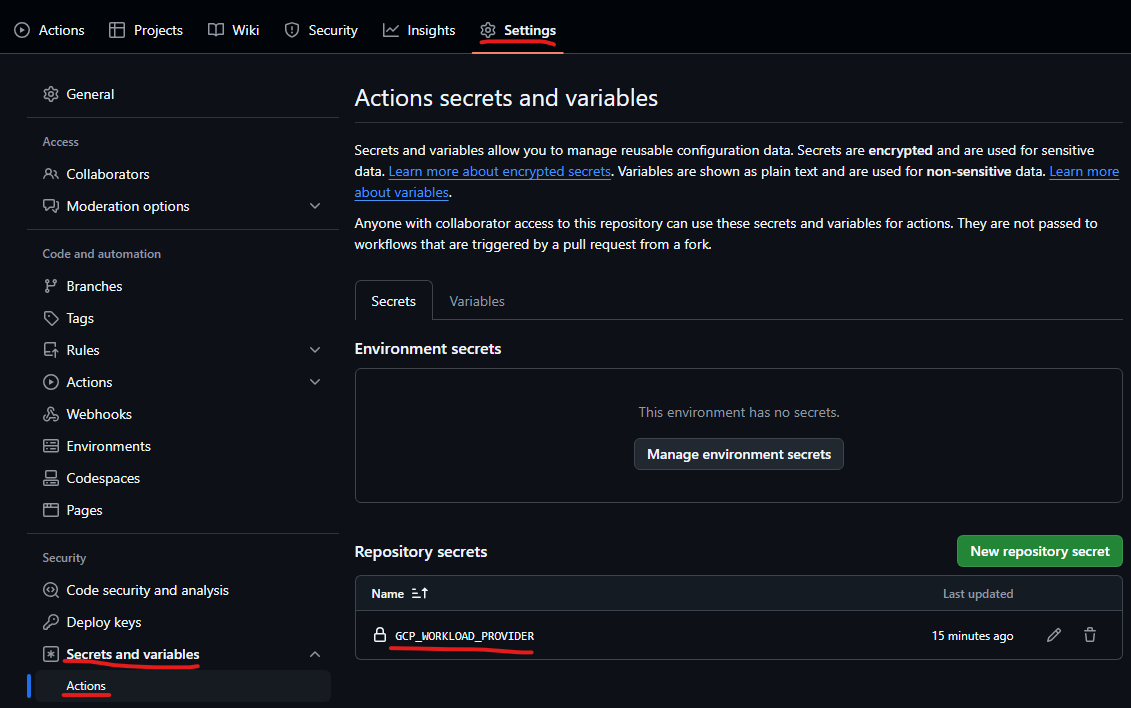 Actions Projects Wiki Security Insights Settings
General
Access
Collaborators
Moderation options
Code and automation
Branches
Tags
Rules
Actions
Webhooks
Environments
Codespaces
Pages
Security
Code security and analysis
Deploy keys
Secrets and variables
Actions
Actions secrets and variables
Secrets and variables allow you to manage reusable configuration data. Secrets are encrypted and are used for sensitive
data. Learn more about encrypted secrets. Variables are shown as plain text and are used for non-sensitive data. Learn more
about variables.
Anyone with collaborator access to this repository can use these secrets and variables for actions. They are not passed to
workflows that are triggered by a pull request from a fork.
Secrets Variables
Environment secrets
This environment has no secrets.
Manage environment secrets
Repository secrets New repository secret
Name Last updated
GCP_WORKLOAD_PROVIDER 15 minutes ago